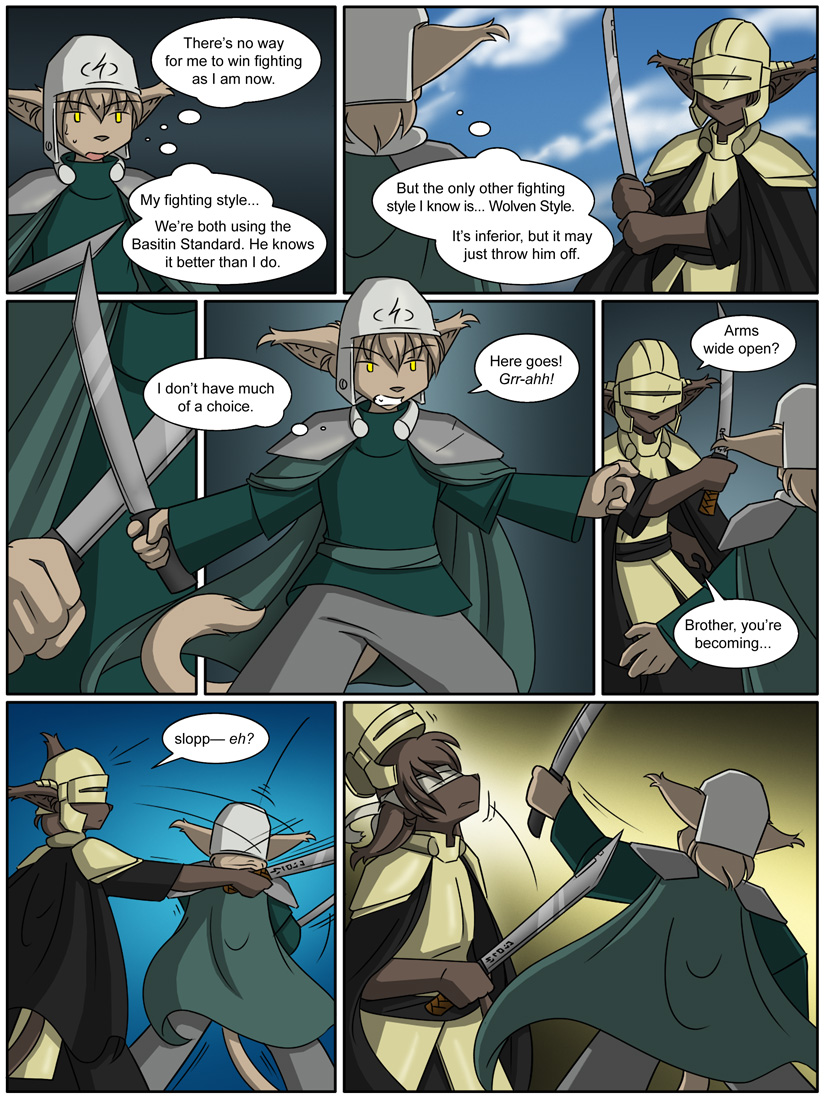 There's no way
for me to win fighting
as I am now.
My fighting style...
We're both using the
Basitin Standard. He knows
it better than I do.
But the only other fighting
style I know is... Wolven Style.
It's inferior, but it may
just throw him off.
I don't have much
of a choice.
Here goes!
Grr-ahh!
Arms
wide open?
Brother, you're
becoming...
slopp— eh?